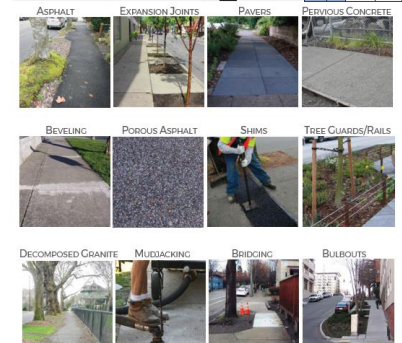 ASPHALT EXPANSION JOINTS PAVERS PERVIOUS CONCRETE
BEVELING POROUS ASPHALT SHIMS TREE GUARDS/RAILS
DECOMPOSED GRANITE MUDJACKING BRIDGING BULBOUTS